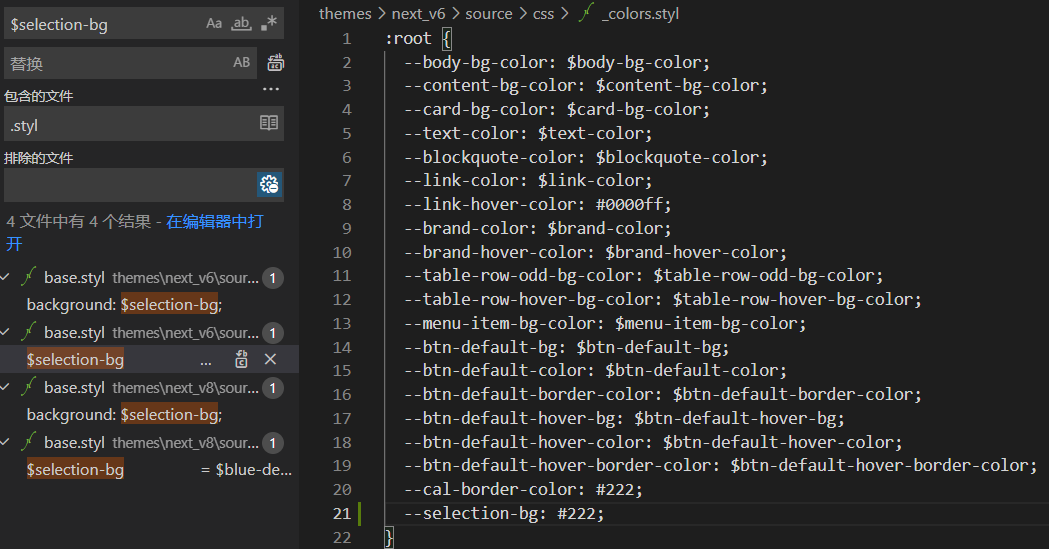 $selection-bg
Aa ab
替换
AB
包含的文件
.styl
排除的文件
4 文件中有 4 个结果 - 在编辑器中打
开
base.styl themes\next_v6\sour... 1
background: $selection-bg;
base.styl themes\next_v6\sour... 1
$selection-bg ...
base.styl themes\next_v8\sour... 1
background: $selection-bg;
base.styl themes\next_v8\sour... 1
$selection-bg = $blue-de...
themes > next_v6 > source > css > _colors.styl
1 :root {
2 --body-bg-color: $body-bg-color;
3 --content-bg-color: $content-bg-color;
4 --card-bg-color: $card-bg-color;
5 --text-color: $text-color;
6 --blockquote-color: $blockquote-color;
7 --link-color: $link-color;
8 --link-hover-color: #0000ff;
9 --brand-color: $brand-color;
10 --brand-hover-color: $brand-hover-color;
11 --table-row-odd-bg-color: $table-row-odd-bg-color;
12 --table-row-hover-bg-color: $table-row-hover-bg-color;
13 --menu-item-bg-color: $menu-item-bg-color;
14 --btn-default-bg: $btn-default-bg;
15 --btn-default-color: $btn-default-color;
16 --btn-default-border-color: $btn-default-border-color;
17 --btn-default-hover-bg: $btn-default-hover-bg;
18 --btn-default-hover-color: $btn-default-hover-color;
19 --btn-default-hover-border-color: $btn-default-hover-border-color;
20 --cal-border-color: #222;
21 --selection-bg: #222;
22 }